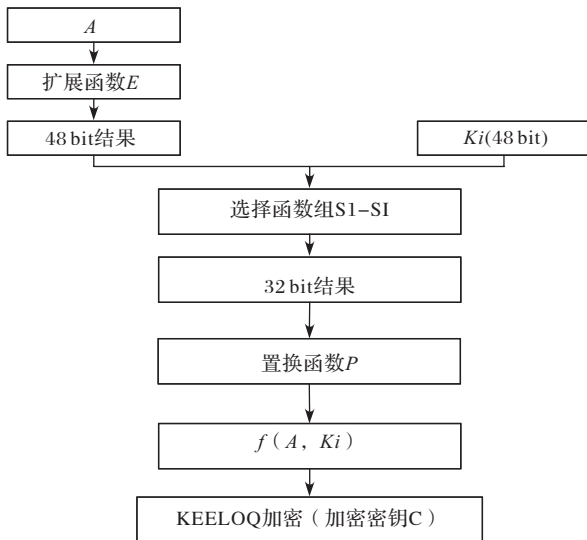 A
扩展函数E
48 bit结果
Ki(48 bit)
选择函数组S1-SI
32 bit结果
置换函数P
f（A，Ki）
KEELOQ加密（加密密钥C）